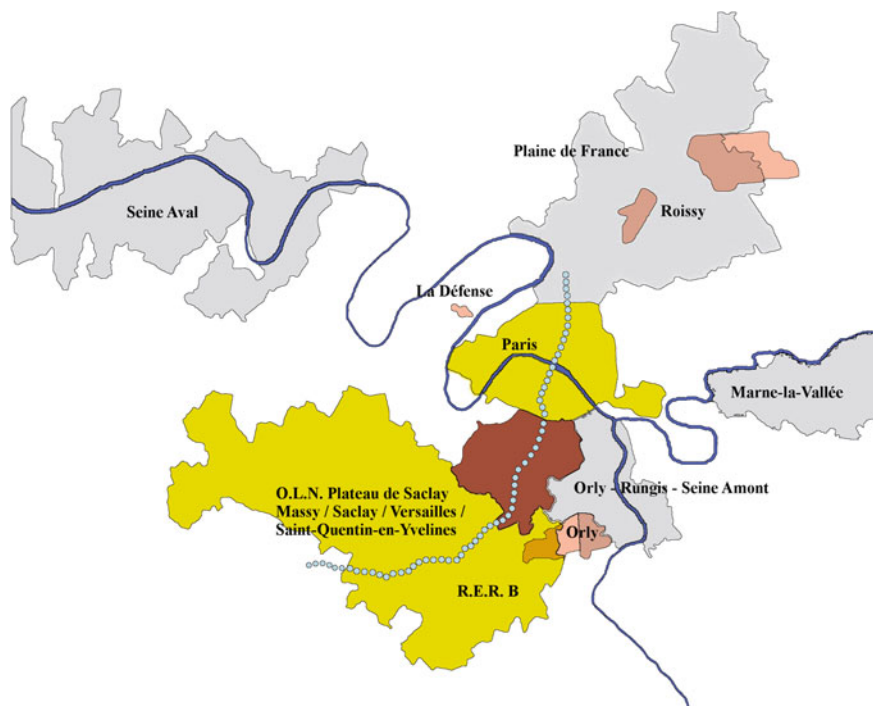 Plaine de France
Seine Aval
Roissy
La Défense
Paris
Marne-la-Vallée
O.L.N. Plateau de Saclay
Massy / Saclay / Versailles /
Saint-Quentin-en-Yvelines
Orly - Rungis - Seine Amont
Orly
R.E.R. B